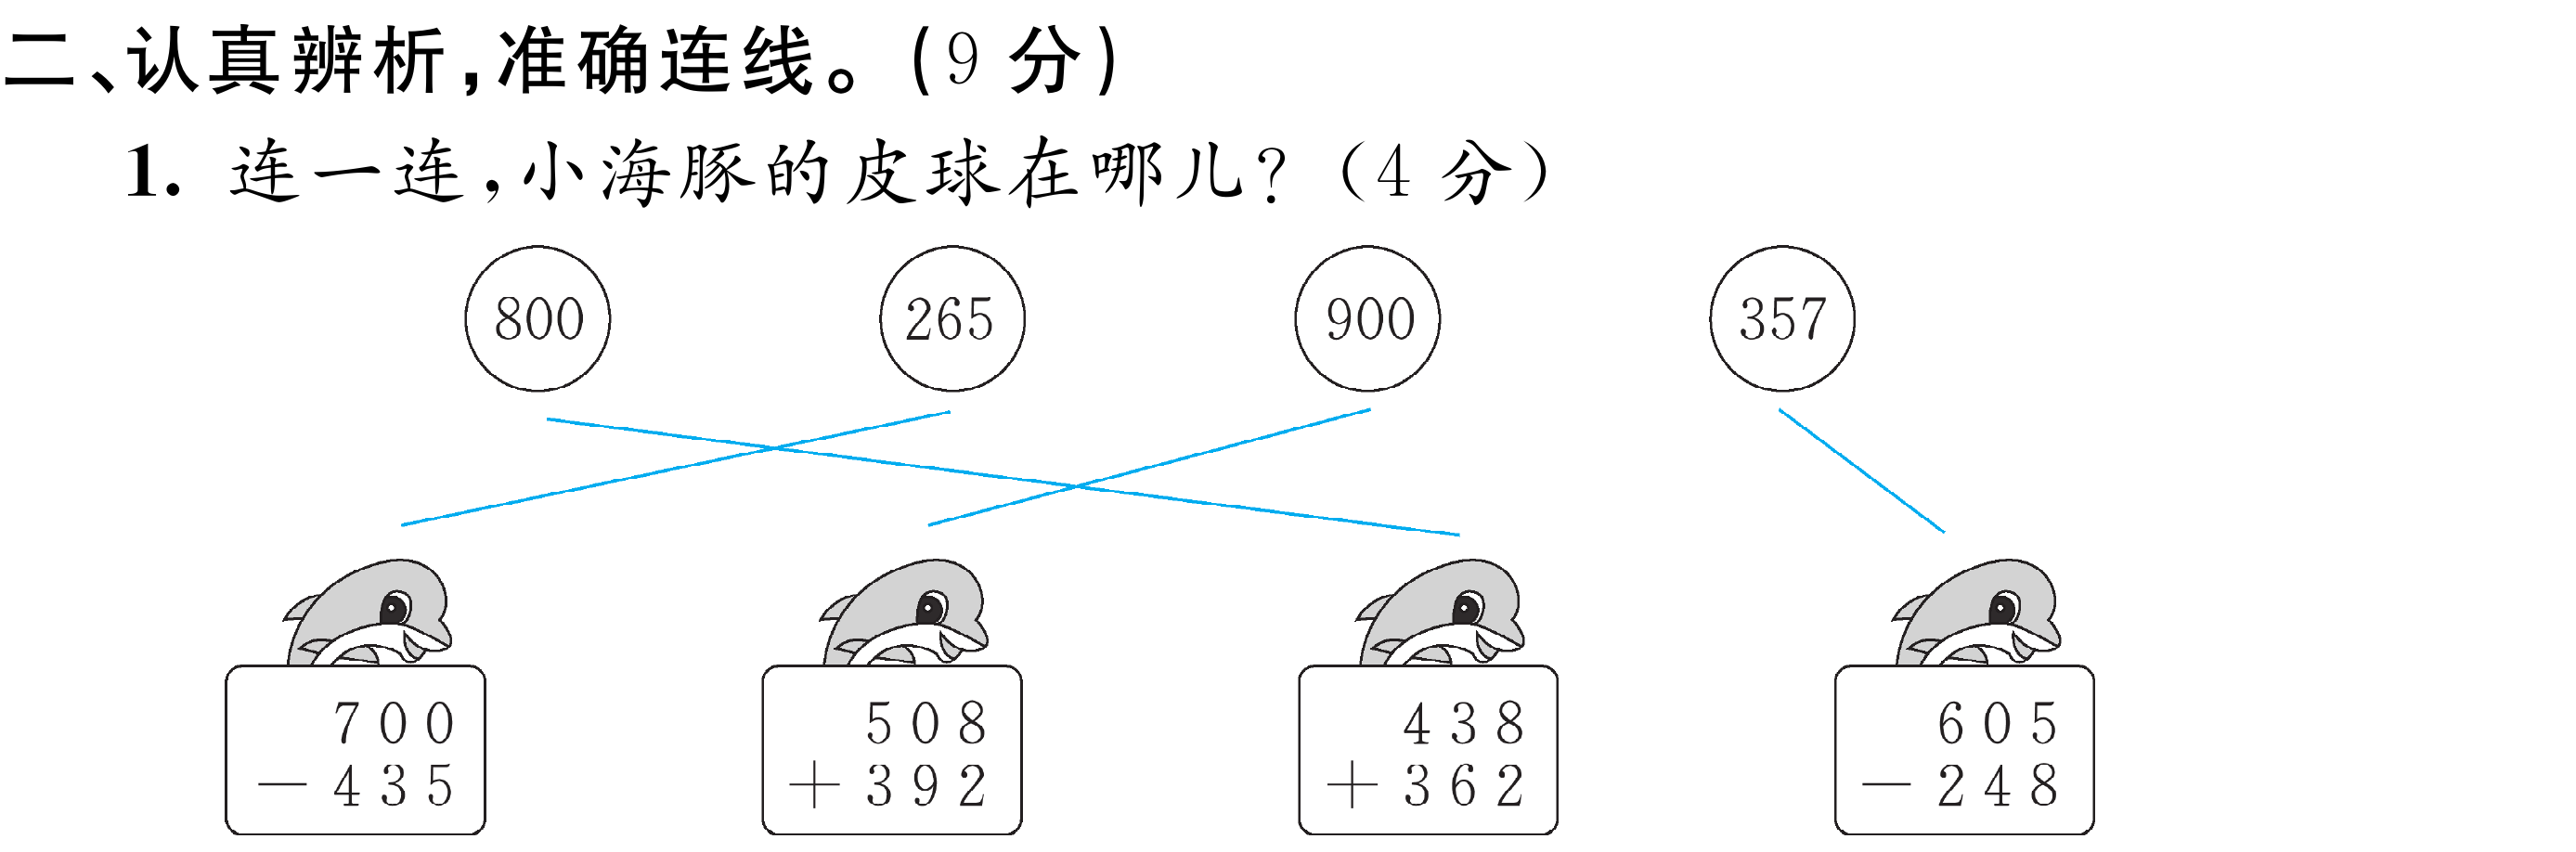 二、认真辨析,准确连线。(9 分)
1. 连一连,小海豚的皮球在哪儿?(4 分)
800 265 900 357
700 508 438 605
-435 +392 +362 -248